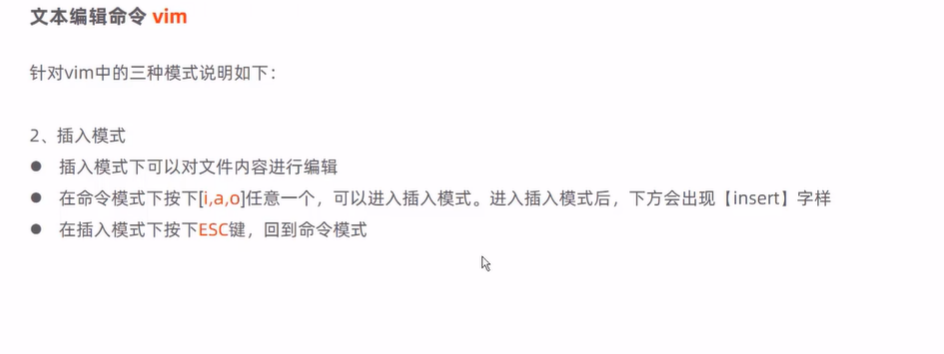 文本编辑命令 vim
针对vim中的三种模式说明如下：
2、插入模式
● 插入模式下可以对文件内容进行编辑
● 在命令模式下按下[i,a,o]任意一个，可以进入插入模式。进入插入模式后，下方会出现【insert】字样
● 在插入模式下按下ESC键，回到命令模式